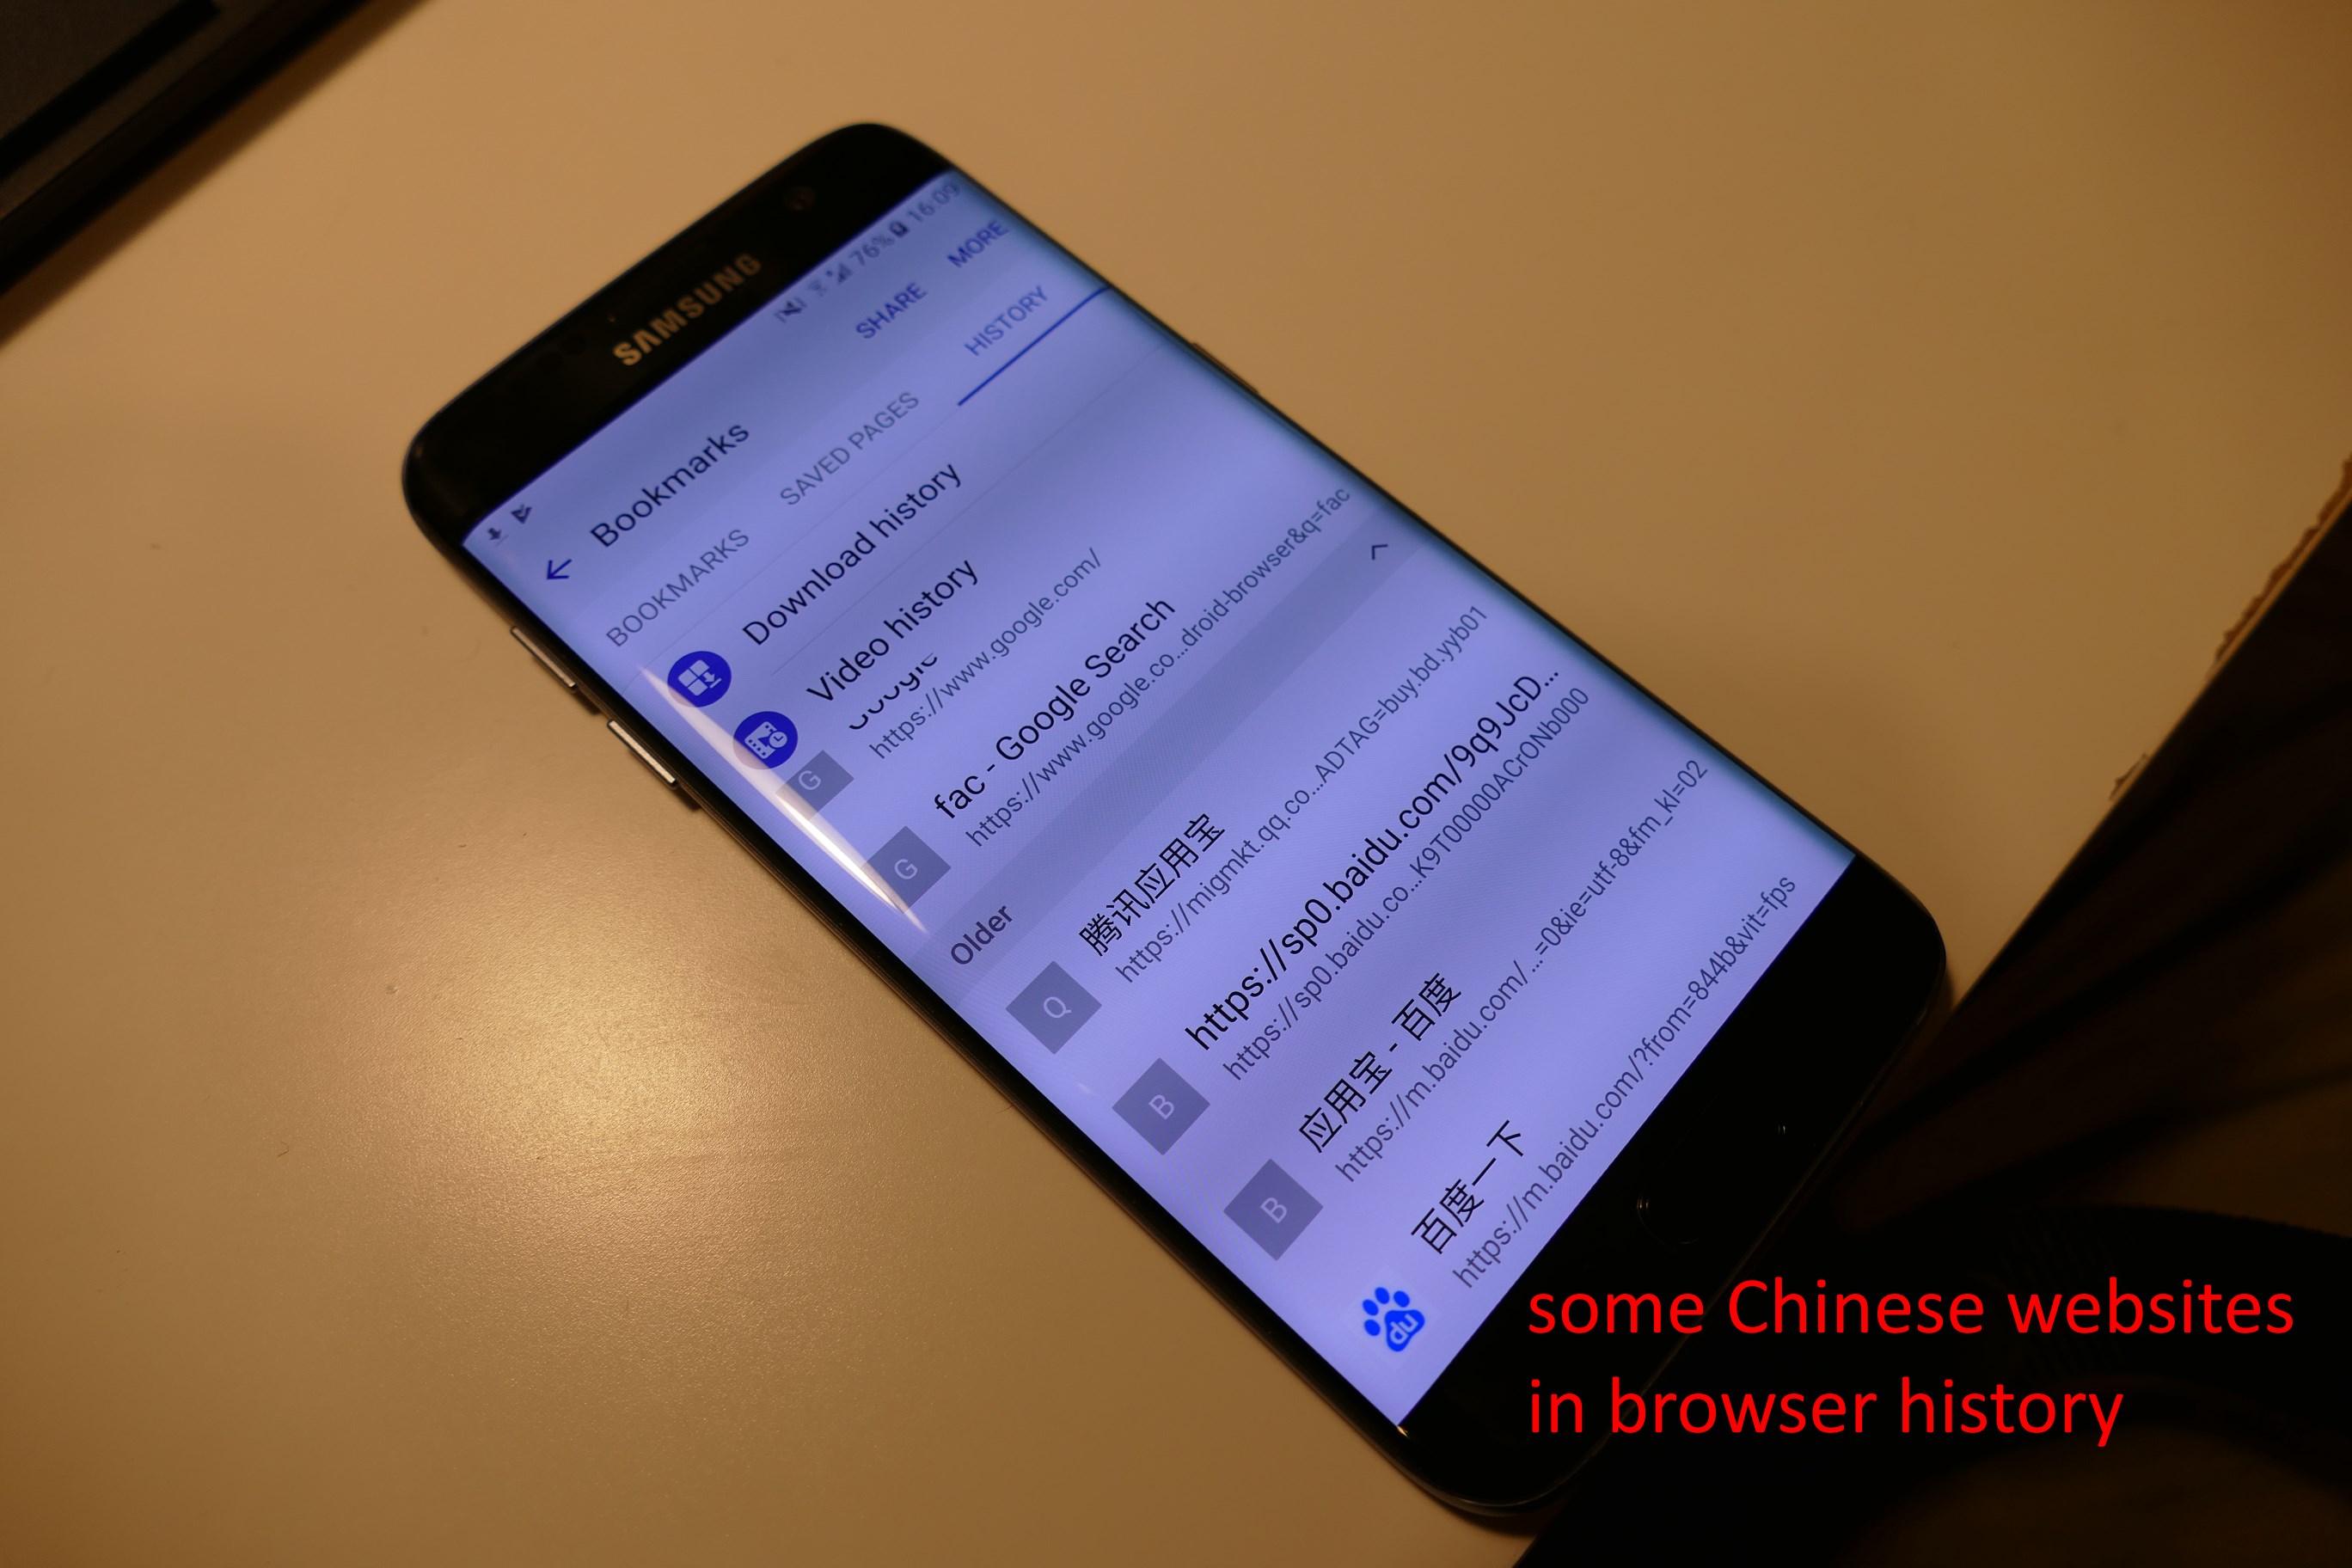 SAMSUNG
76% 16:09
Bookmarks
SHARE
MORE
BOOKMARKS
SAVED PAGES
HISTORY
Download history
Video history
Google
https://www.google.com/
G
fac - Google Search
https://www.google.co...droid-browser&q=fac
G
Older
腾讯应用宝
https://migmkt.qq.co...ADTAG=buy.bd.yyb01
Q
https://sp0.baidu.com/9q9JcD...
https://sp0.baidu.co...K9T00000ACrONb000
B
应用宝 - 百度
https://m.baidu.com/ ...=0&ie=utf-8&fm_kl=02
B
百度一下
https://m.baidu.com/?from=844b&vit=fps
du
some Chinese websites
in browser history